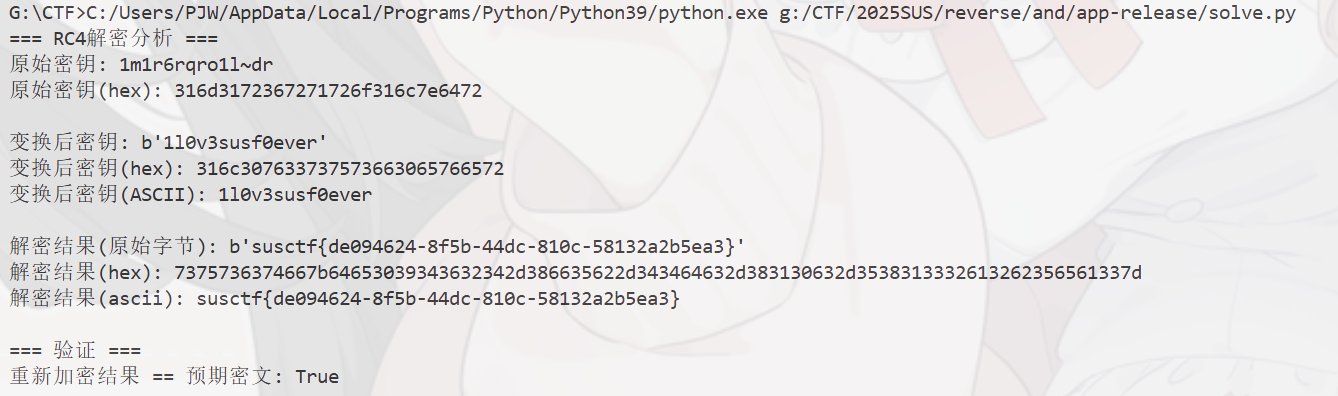 G:\CTF>C:/Users/PJW/AppData/Local/Programs/Python/Python39/python.exe g:/CTF/2025SUS/reverse/and/app-release/solve.py
=== RC4解密分析 ===
原始密钥: 1m1r6rqro1l~dr
原始密钥(hex): 316d3172367271726f316c7e6472
变换后密钥: b'1l0v3susf0ever'
变换后密钥(hex): 316c3076337375736663065766572
变换后密钥(ASCII): 1l0v3susf0ever
解密结果(原始字节): b'susctf{de094624-8f5b-44dc-810c-58132a2b5ea3}'
解密结果(hex): 7375736374667b64653039343632342d386635622d343464632d383130632d3538313332613262356561337d
解密结果(ascii): susctf{de094624-8f5b-44dc-810c-58132a2b5ea3}
=== 验证 ===
重新加密结果 == 预期密文: True